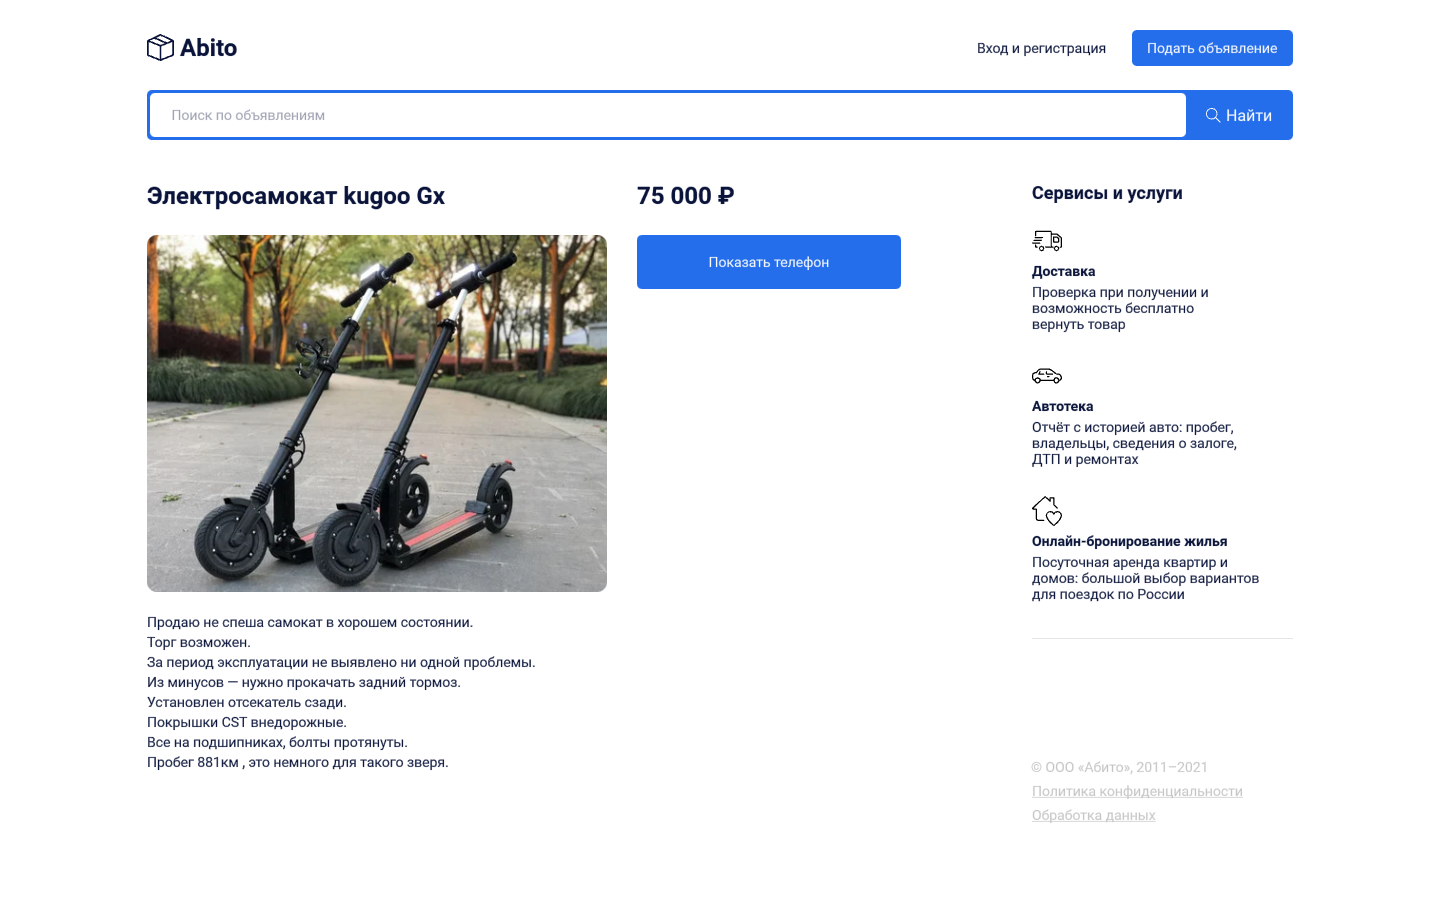 Abito
Вход и регистрация
Подать объявление
Поиск по объявлениям
Найти
Электросамокат kugoo Gx
Продаю не спеша самокат в хорошем состоянии.
Торг возможен.
За период эксплуатации не выявлено ни одной проблемы.
Из минусов — нужно прокачать задний тормоз.
Установлен отсекатель сзади.
Покрышки CST внедорожные.
Все на подшипниках, болты протянуты.
Пробег 881км , это немного для такого зверя.
75 000 ₽
Показать телефон
Сервисы и услуги
Доставка
Проверка при получении и
возможность бесплатно
вернуть товар
Автотека
Отчёт с историей авто: пробег,
владельцы, сведения о залоге,
ДТП и ремонтах
Онлайн-бронирование жилья
Посуточная аренда квартир и
домов: большой выбор вариантов
для поездок по России
© ООО «Абито», 2011–2021
Политика конфиденциальности
Обработка данных